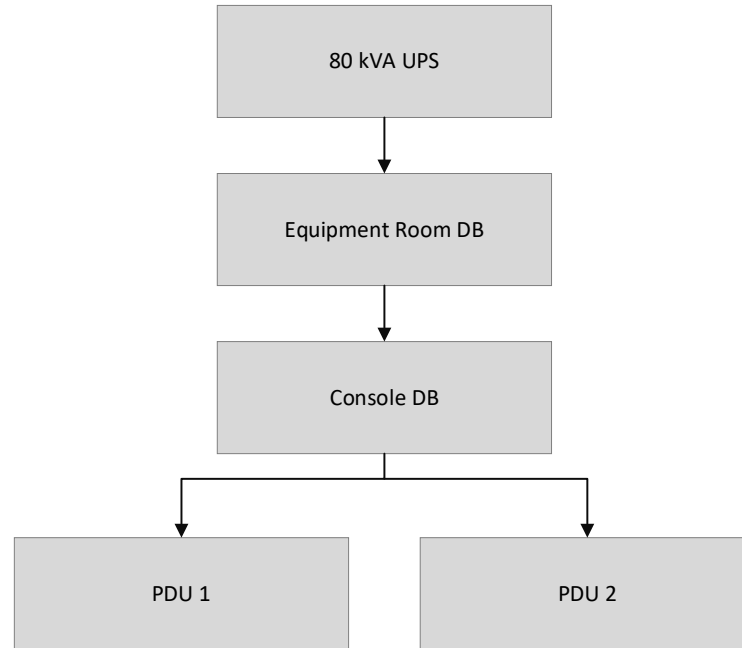 80 kVA UPS
Equipment Room DB
Console DB
PDU 1
PDU 2